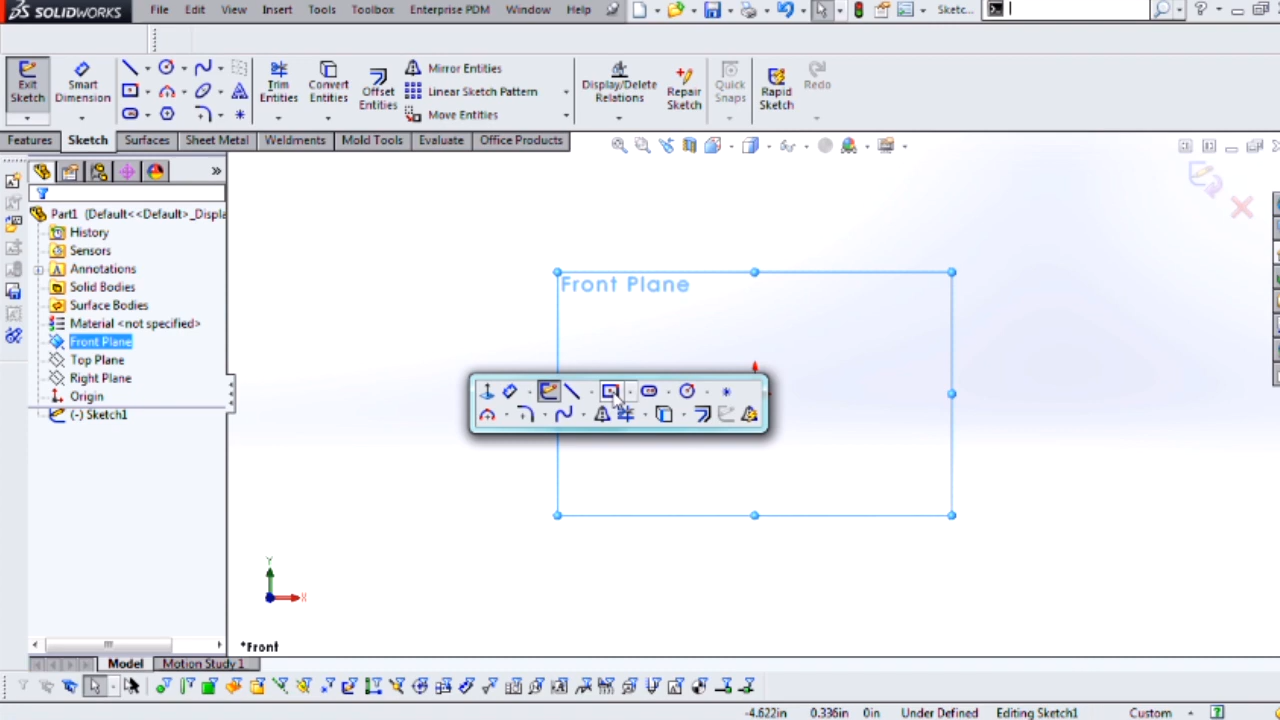 SOLIDWORKS File Edit View Insert Tools Toolbox Enterprise PDM Window Help Sketc...
Exit Sketch
Smart Dimension
Trim Entities
Convert Entities
Offset Entities
Mirror Entities
Linear Sketch Pattern
Move Entities
Display/Delete Relations
Repair Sketch
Quick Snaps
Rapid Sketch
Redo
Features Sketch Surfaces Sheet Metal Weldments Mold Tools Evaluate Office Products
Part1 (Default<<Default>_Displa
History
Sensors
Annotations
Solid Bodies
Surface Bodies
Material <not specified>
Front Plane
Top Plane
Right Plane
Origin
(-) Sketch1
Front Plane
Y
X
*Front
Model Motion Study 1
-4.622in 0.336in 0in Under Defined Editing Sketch1 Custom